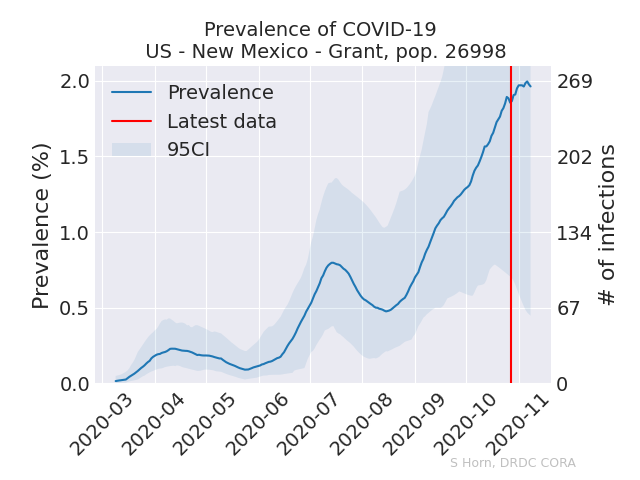 Prevalence of COVID-19
US - New Mexico - Grant, pop. 26998
Prevalence (%)
2.0
1.5
1.0
0.5
0.0
Prevalence
Latest data
95CI
269
202
134
67
0
# of infections
2020-03
2020-04
2020-05
2020-06
2020-07
2020-08
2020-09
2020-10
2020-11
S Horn, DRDC CORA